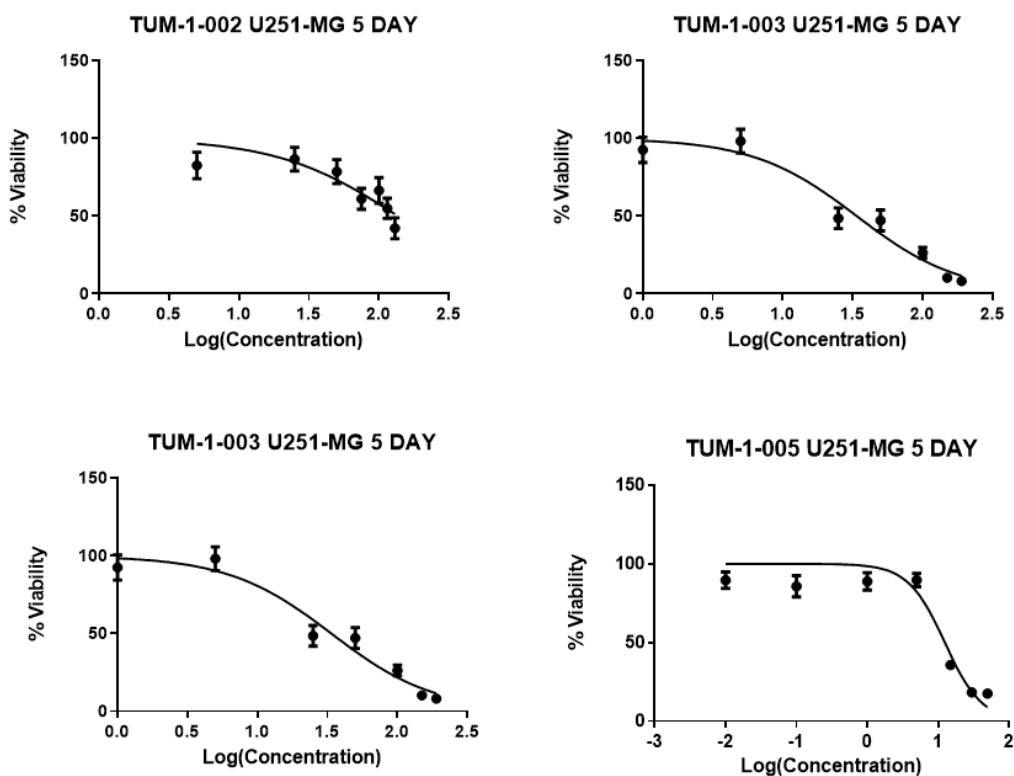 TUM-1-002 U251-MG 5 DAY
150
100
50
0
% Viability
0.0 0.5 1.0 1.5 2.0 2.5
Log(Concentration)
TUM-1-003 U251-MG 5 DAY
150
100
50
0
% Viability
0.0 0.5 1.0 1.5 2.0 2.5
Log(Concentration)
TUM-1-003 U251-MG 5 DAY
150
100
50
0
% Viability
0.0 0.5 1.0 1.5 2.0 2.5
Log(Concentration)
TUM-1-005 U251-MG 5 DAY
150
100
50
0
% Viability
-3 -2 -1 0 1 2
Log(Concentration)